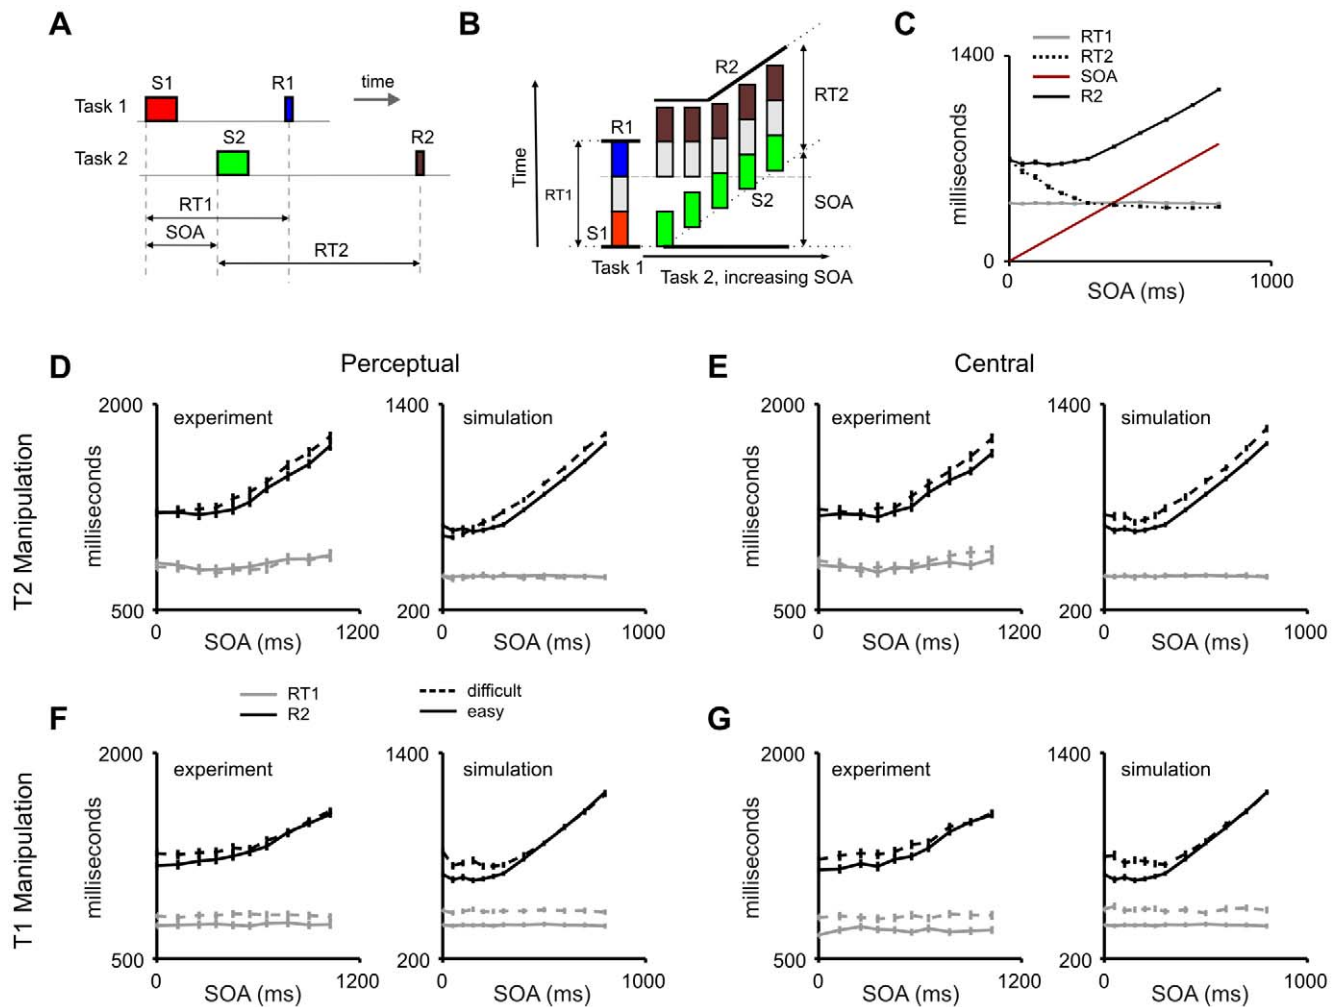 A
S1
R1
time
Task 1
S2
R2
Task 2
RT1
SOA
RT2
B
R2
RT2
R1
Time
RT1
S1
S2
SOA
Task 1
Task 2, increasing SOA
C
RT1
RT2
SOA
R2
1400
milliseconds
0
0
1000
SOA (ms)
Perceptual
Central
D
T2 Manipulation
experiment
2000
milliseconds
500
0
1200
SOA (ms)
simulation
1400
200
0
1000
SOA (ms)
E
experiment
2000
milliseconds
500
0
1200
SOA (ms)
simulation
1400
200
0
1000
SOA (ms)
RT1
R2
difficult
easy
F
T1 Manipulation
experiment
2000
milliseconds
500
0
1200
SOA (ms)
simulation
1400
200
0
1000
SOA (ms)
G
experiment
2000
milliseconds
500
0
1200
SOA (ms)
simulation
1400
200
0
1000
SOA (ms)